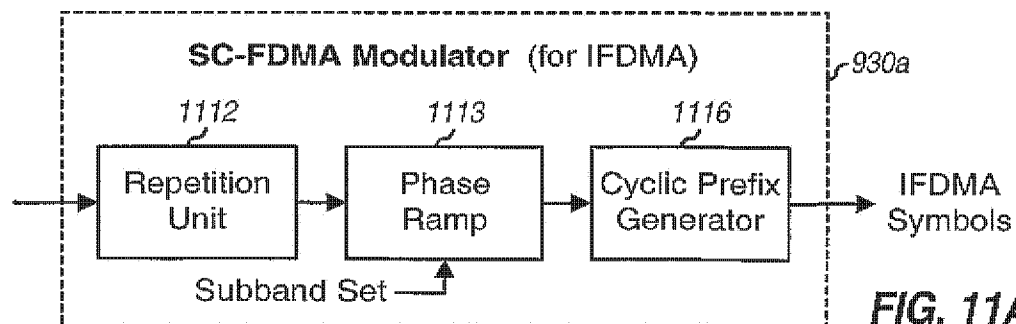 SC-FDMA Modulator (for IFDMA)
930a
1112
1113
1116
Repetition
Unit
Phase
Ramp
Cyclic Prefix
Generator
IFDMA
Symbols
Subband Set
FIG. 11A